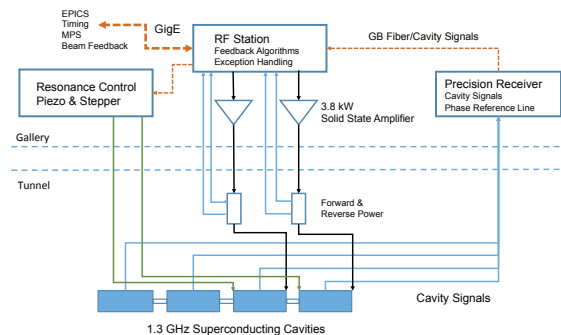 EPICS
Timing
MPS
Beam Feedback
GigE
RF Station
Feedback Algorithms
Exception Handling
GB Fiber/Cavity Signals
Resonance Control
Piezo & Stepper
Precision Receiver
Cavity Signals
Phase Reference Line
3.8 kW
Solid State Amplifier
Gallery
Tunnel
Forward &
Reverse Power
Cavity Signals
1.3 GHz Superconducting Cavities